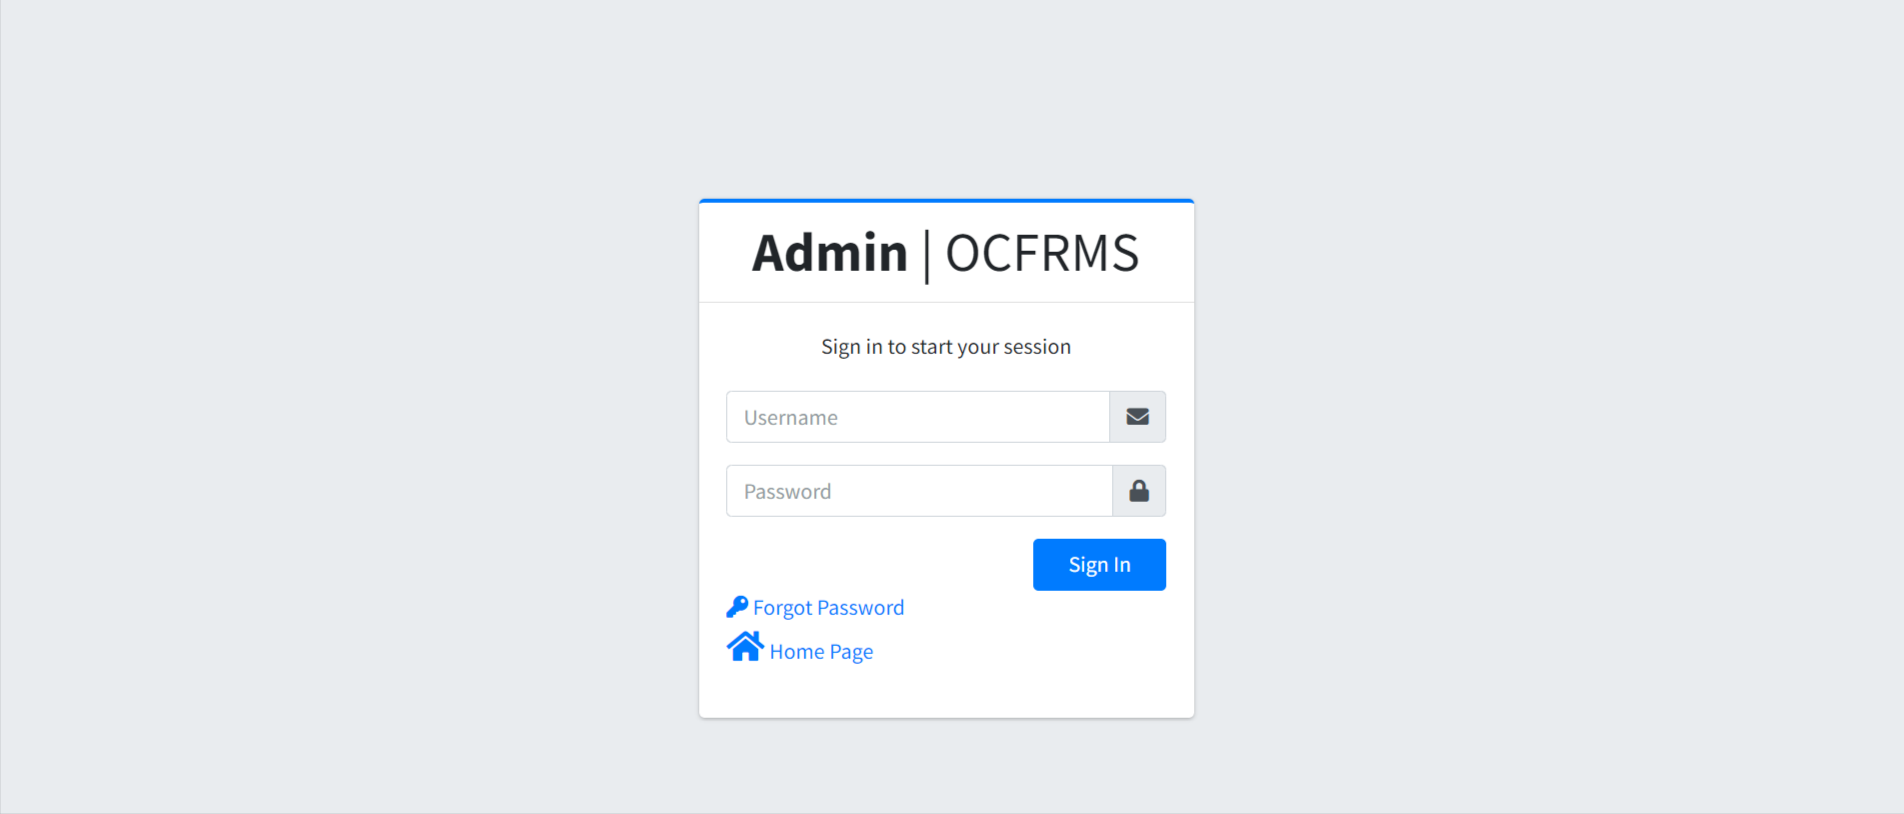 Admin | OCFRMS
Sign in to start your session
Username
Password
Sign In
Forgot Password
Home Page